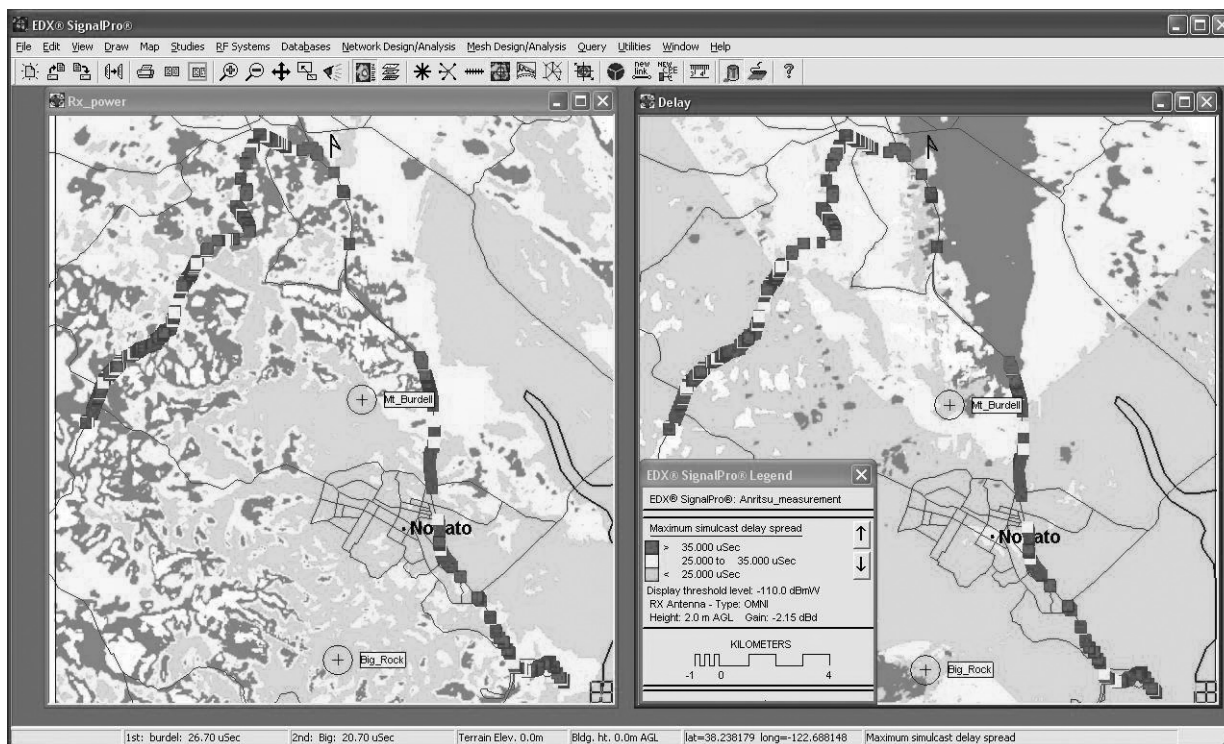 EDX® SignalPro®
File Edit View Draw Map Studies RF Systems Databases Network Design/Analysis Mesh Design/Analysis Query Utilities Window Help
new link
NEW CPE
Rx_power
Mt_Burdell
Novato
Big_Rock
Delay
Mt_Burdell
Novato
Big_Rock
EDX® SignalPro® Legend
EDX® SignalPro®: Anritsu_measurement
Maximum simulcast delay spread
> 35.000 uSec
25.000 to 35.000 uSec
< 25.000 uSec
Display threshold level: -110.0 dBmW
RX Antenna - Type: OMNI
Height: 2.0 m AGL Gain: -2.15 dBd
KILOMETERS
-1 0 4
1st: burdel: 26.70 uSec 2nd: Big: 20.70 uSec Terrain Elev. 0.0m Bldg. ht. 0.0m AGL lat=38.238179 long=-122.688148 Maximum simulcast delay spread